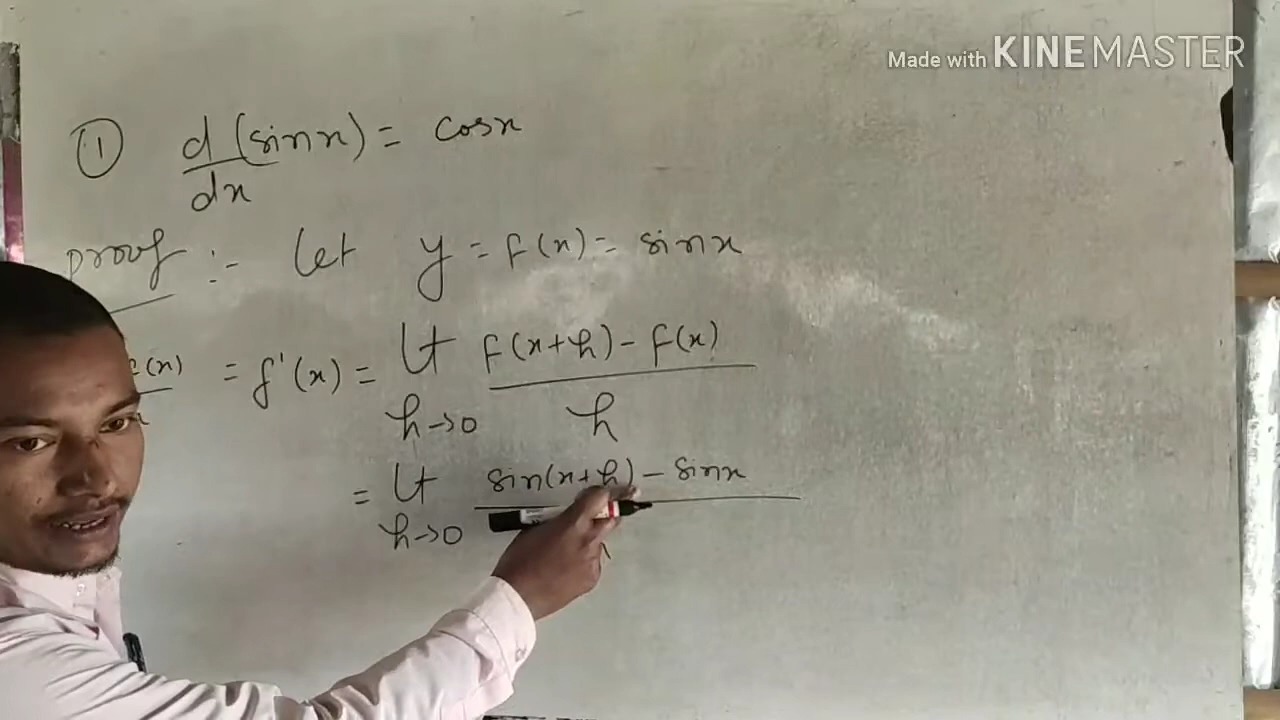 Made with KINEMASTER
① d/dx (sinx) = cosx
Proof :- Let y = f(x) = sinx
= f'(x) = Lt h→0 f(x+h) - f(x) / h
= Lt h→0 sin(x+h) - sinx